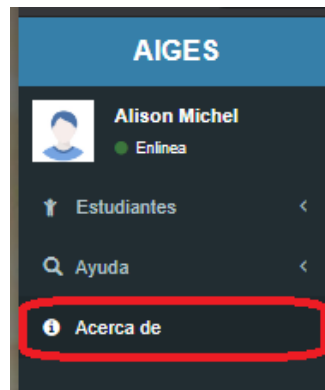 AIGES
Alison Michel
Enlinea
Estudiantes
Ayuda
Acerca de